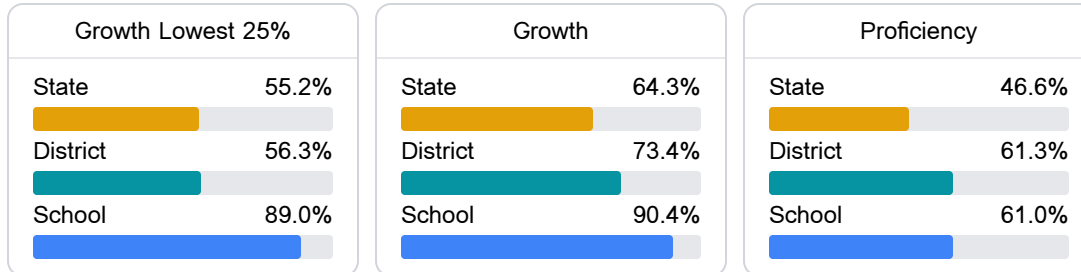 Growth Lowest 25%
State 55.2%
District 56.3%
School 89.0%
Growth
State 64.3%
District 73.4%
School 90.4%
Proficiency
State 46.6%
District 61.3%
School 61.0%